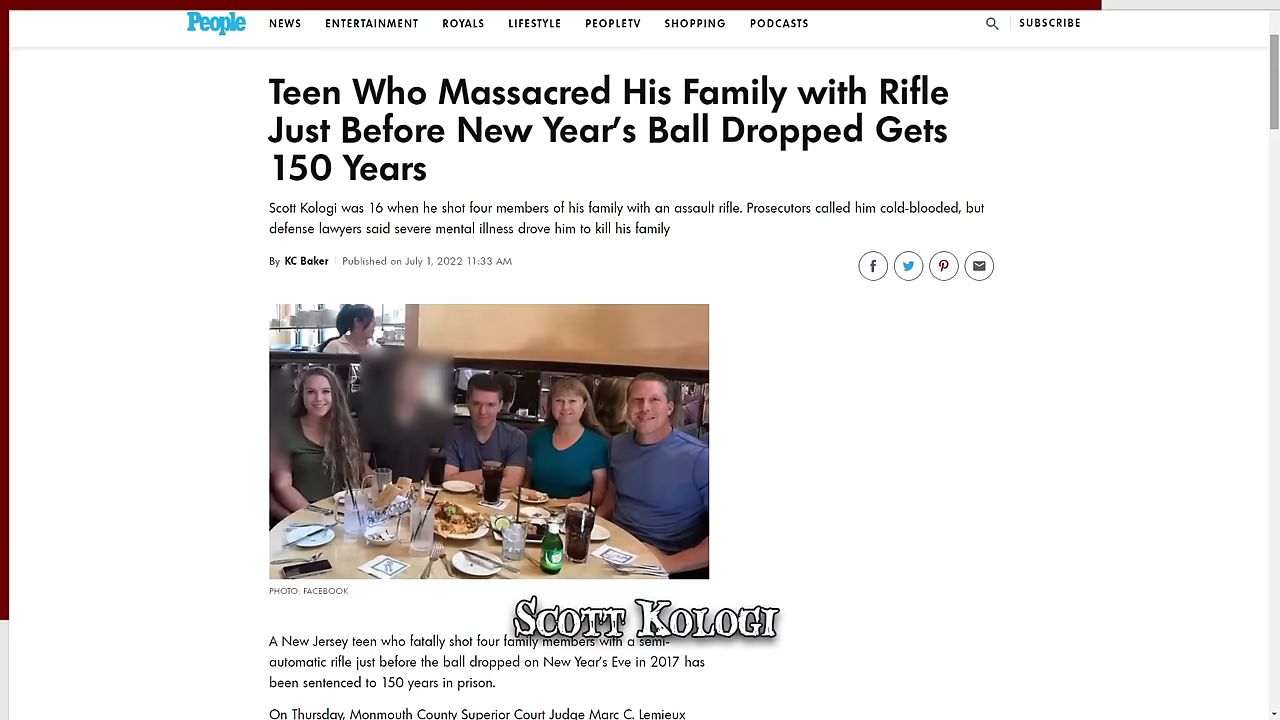 People NEWS ENTERTAINMENT ROYALS LIFESTYLE PEOPLETV SHOPPING PODCASTS SUBSCRIBE
Teen Who Massacred His Family with Rifle
Just Before New Year's Ball Dropped Gets
150 Years
Scott Kologi was 16 when he shot four members of his family with an assault rifle. Prosecutors called him cold-blooded, but
defense lawyers said severe mental illness drove him to kill his family
By KC Baker Published on July 1, 2022 11:33 AM
PHOTO: FACEBOOK
Scott Kologi
A New Jersey teen who fatally shot four family members with a semi-
automatic rifle just before the ball dropped on New Year's Eve in 2017 has
been sentenced to 150 years in prison.
On Thursday, Monmouth County Superior Court Judge Marc C. Lemieux